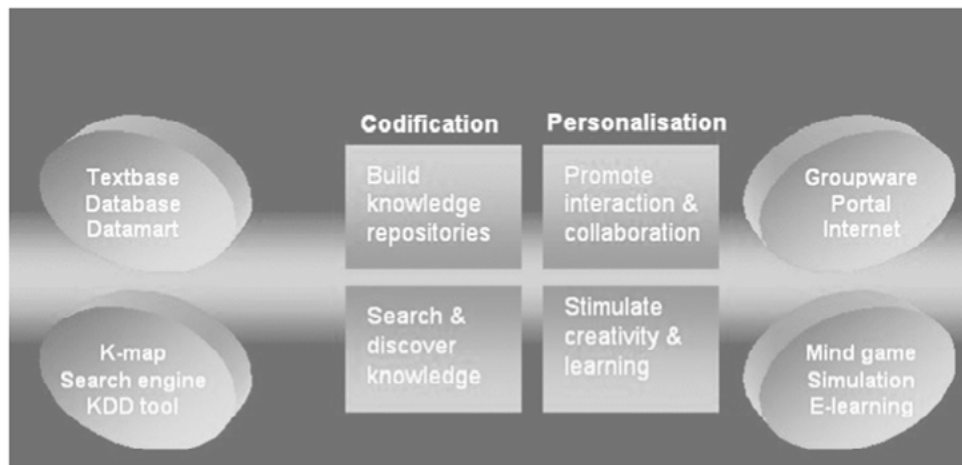 Codification
Personalisation
Textbase
Database
Datamart
Build
knowledge
repositories
Promote
interaction &
collaboration
Groupware
Portal
Internet
K-map
Search engine
KDD tool
Search &
discover
knowledge
Stimulate
creativity &
learning
Mind game
Simulation
E-learning